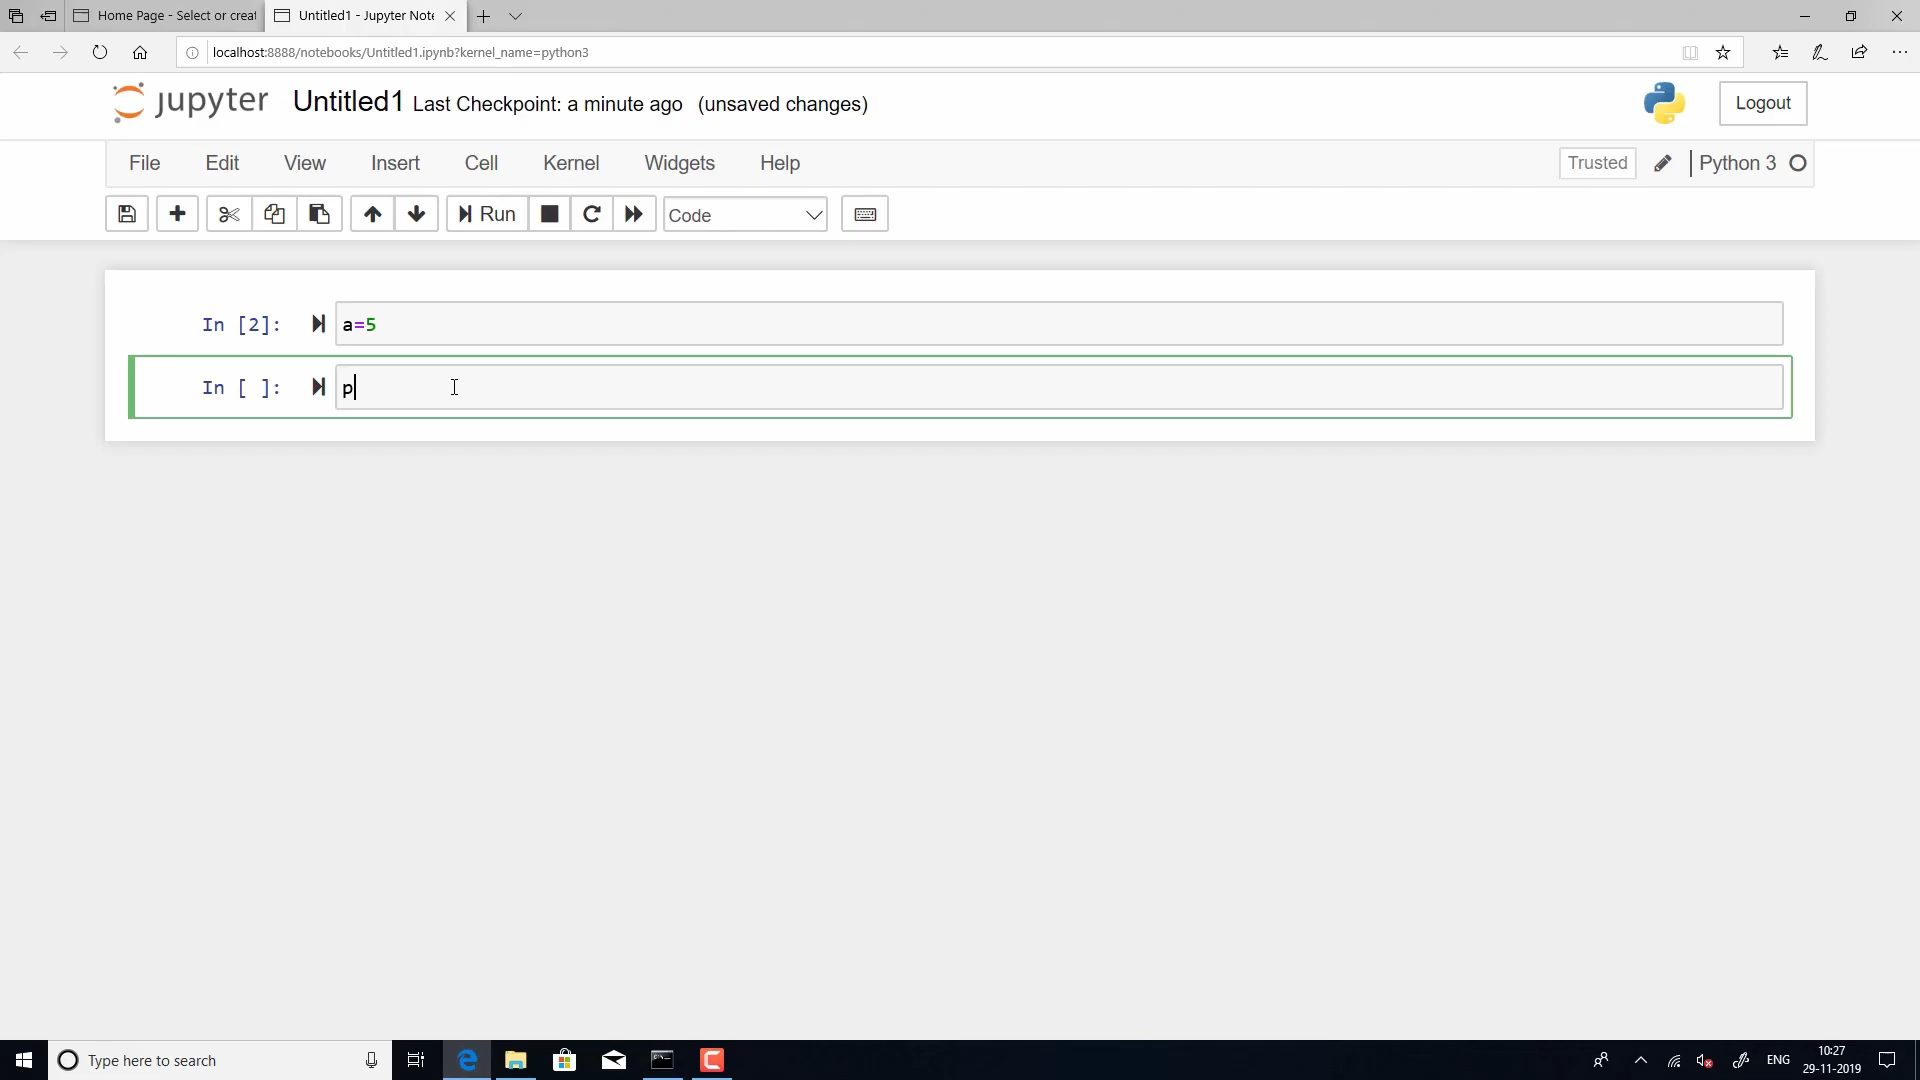 Home Page - Select or creat
Untitled1 - Jupyter Note
localhost:8888/notebooks/Untitled1.ipynb?kernel_name=python3
jupyter Untitled1 Last Checkpoint: a minute ago (unsaved changes)
Logout
File Edit View Insert Cell Kernel Widgets Help
Trusted
Python 3
Run
Code
In [2]: a=5
In [ ]: p
Type here to search
ENG
10:27
29-11-2019